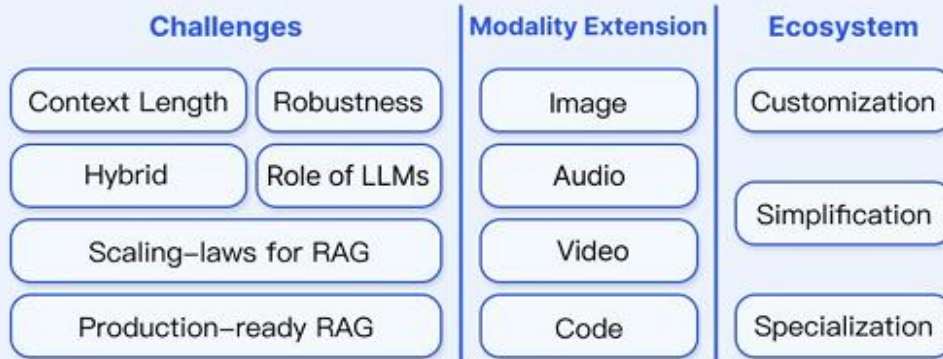 Challenges
Context Length
Robustness
Hybrid
Role of LLMs
Scaling-laws for RAG
Production-ready RAG
Modality Extension
Image
Audio
Video
Code
Ecosystem
Customization
Simplification
Specialization